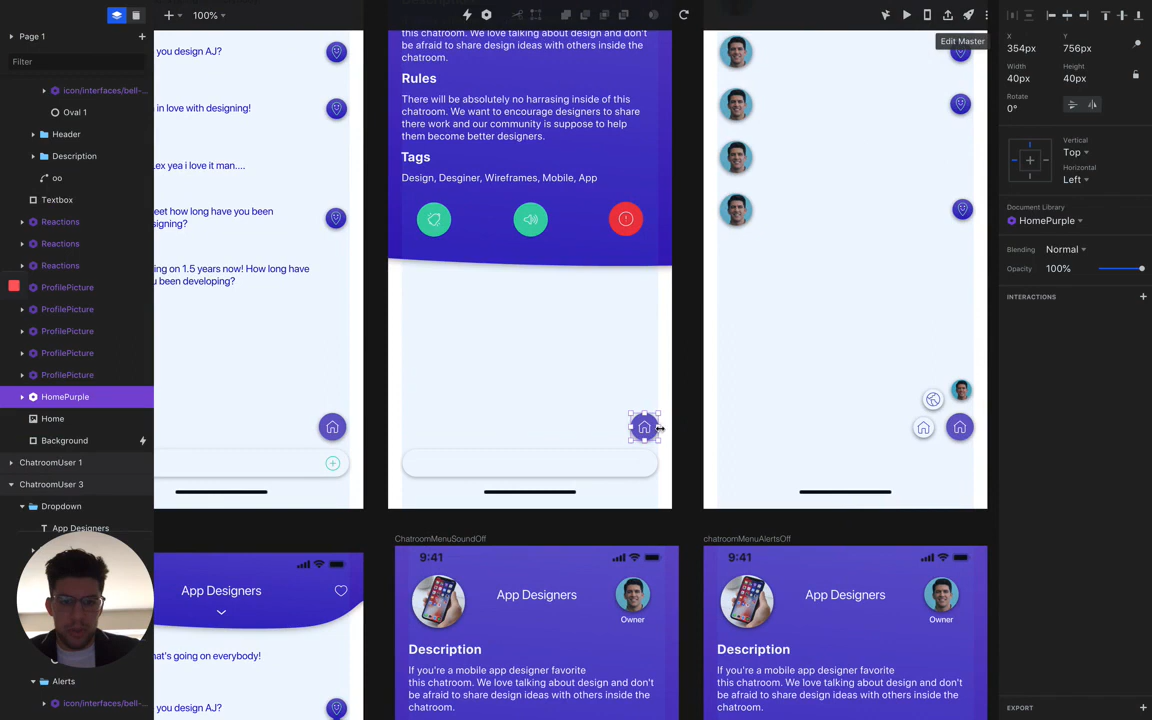 100%
Page 1
Filter
icon/interfaces/bell-...
Oval 1
Header
Description
oo
Textbox
Reactions
Reactions
Reactions
ProfilePicture
ProfilePicture
ProfilePicture
ProfilePicture
ProfilePicture
HomePurple
Home
Background
ChatroomUser 1
ChatroomUser 3
Dropdown
App Designers
Alerts
icon/interfaces/bell-...
you design AJ?
in love with designing!
lex yea i love it man....
eet how long have you been
signing?
ing on 1.5 years now! How long have
u been developing?
App Designers
hat's going on everybody!
you design AJ?
this chatroom. We love talking about design and don't
be afraid to share design ideas with others inside the
chatroom.
Rules
There will be absolutely no harrasing inside of this
chatroom. We want to encourage designers to share
there work and our community is suppose to help
them become better designers.
Tags
Design, Desginer, Wireframes, Mobile, App
ChatroomMenuSoundOff
9:41
App Designers
Owner
Description
If you're a mobile app designer favorite
this chatroom. We love talking about design and don't
be afraid to share design ideas with others inside the
chatroom.
chatroomMenuAlertsOff
9:41
App Designers
Owner
Description
If you're a mobile app designer favorite
this chatroom. We love talking about design and don't
be afraid to share design ideas with others inside the
chatroom.
Edit Master
X
Y
354px
756px
Width
Height
40px
40px
Rotate
0°
Vertical
Top
Horizontal
Left
Document Library
HomePurple
Blending
Normal
Opacity
100%
INTERACTIONS
EXPORT